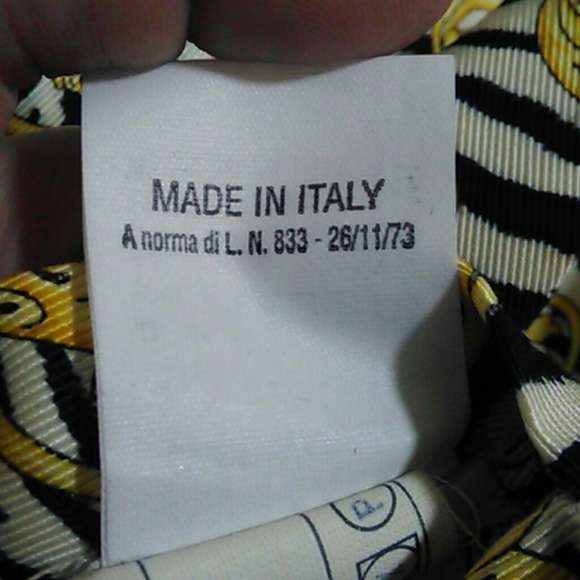 MADE IN ITALY
A norma di L. N. 833 - 26/11/73
P